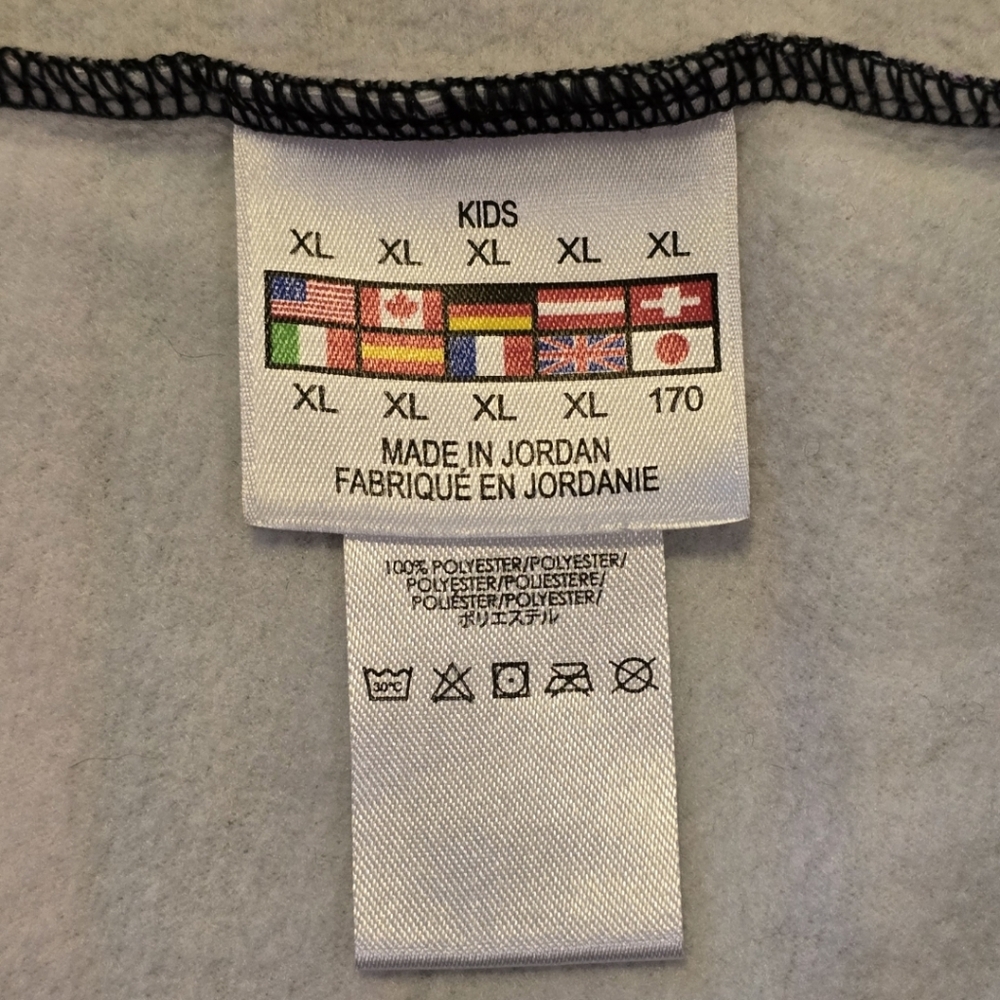 KIDS
XL XL XL XL XL
XL XL XL XL 170
MADE IN JORDAN
FABRIQUÉ EN JORDANIE
100% POLYESTER/POLYESTER/
POLYESTER/POLIESTERE/
POLIÉSTER/POLYESTER/
ポリエステル
30°C